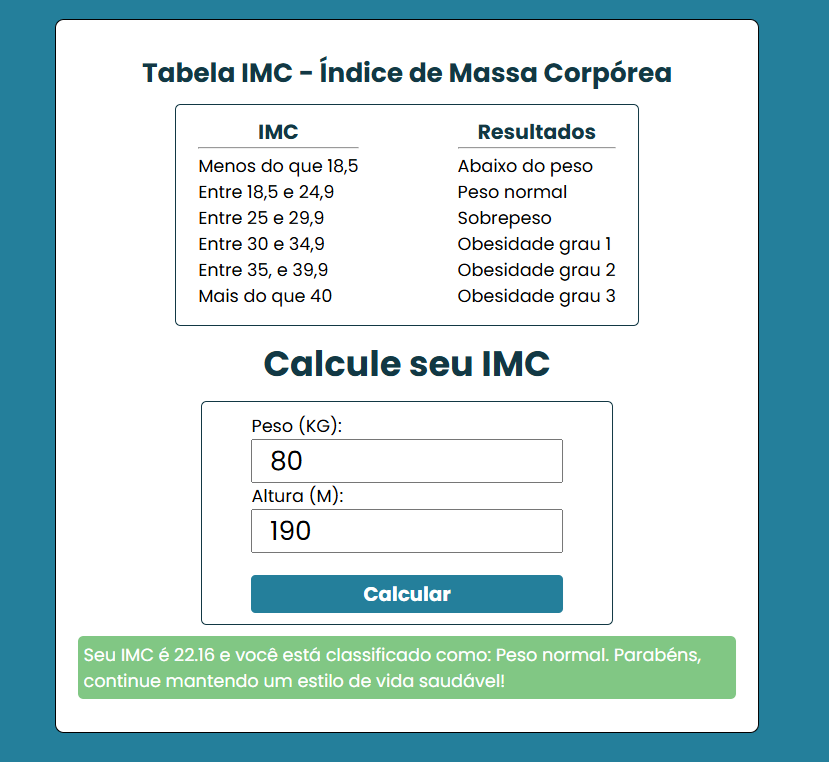 Tabela IMC - Índice de Massa Corpórea
IMC Resultados
Menos do que 18,5 Abaixo do peso
Entre 18,5 e 24,9 Peso normal
Entre 25 e 29,9 Sobrepeso
Entre 30 e 34,9 Obesidade grau 1
Entre 35, e 39,9 Obesidade grau 2
Mais do que 40 Obesidade grau 3
Calcule seu IMC
Peso (KG):
80
Altura (M):
190
Calcular
Seu IMC é 22.16 e você está classificado como: Peso normal. Parabéns,
continue mantendo um estilo de vida saudável!